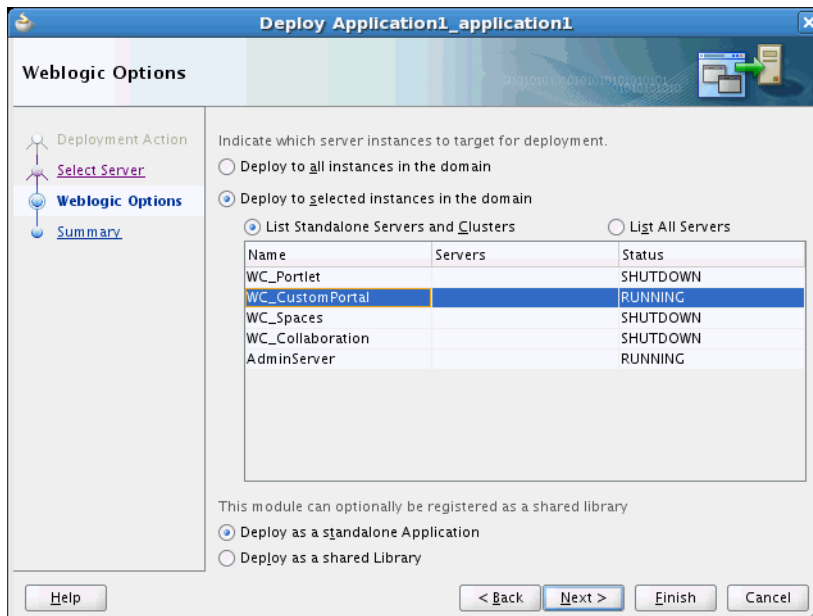 Deploy Application1_application1
Weblogic Options
Deployment Action
Select Server
Weblogic Options
Summary
Indicate which server instances to target for deployment.
Deploy to all instances in the domain
Deploy to selected instances in the domain
List Standalone Servers and Clusters List All Servers
Name Servers Status
WC_Portlet SHUTDOWN
WC_CustomPortal RUNNING
WC_Spaces SHUTDOWN
WC_Collaboration SHUTDOWN
AdminServer RUNNING
This module can optionally be registered as a shared library
Deploy as a standalone Application
Deploy as a shared Library
Help < Back Next > Finish Cancel